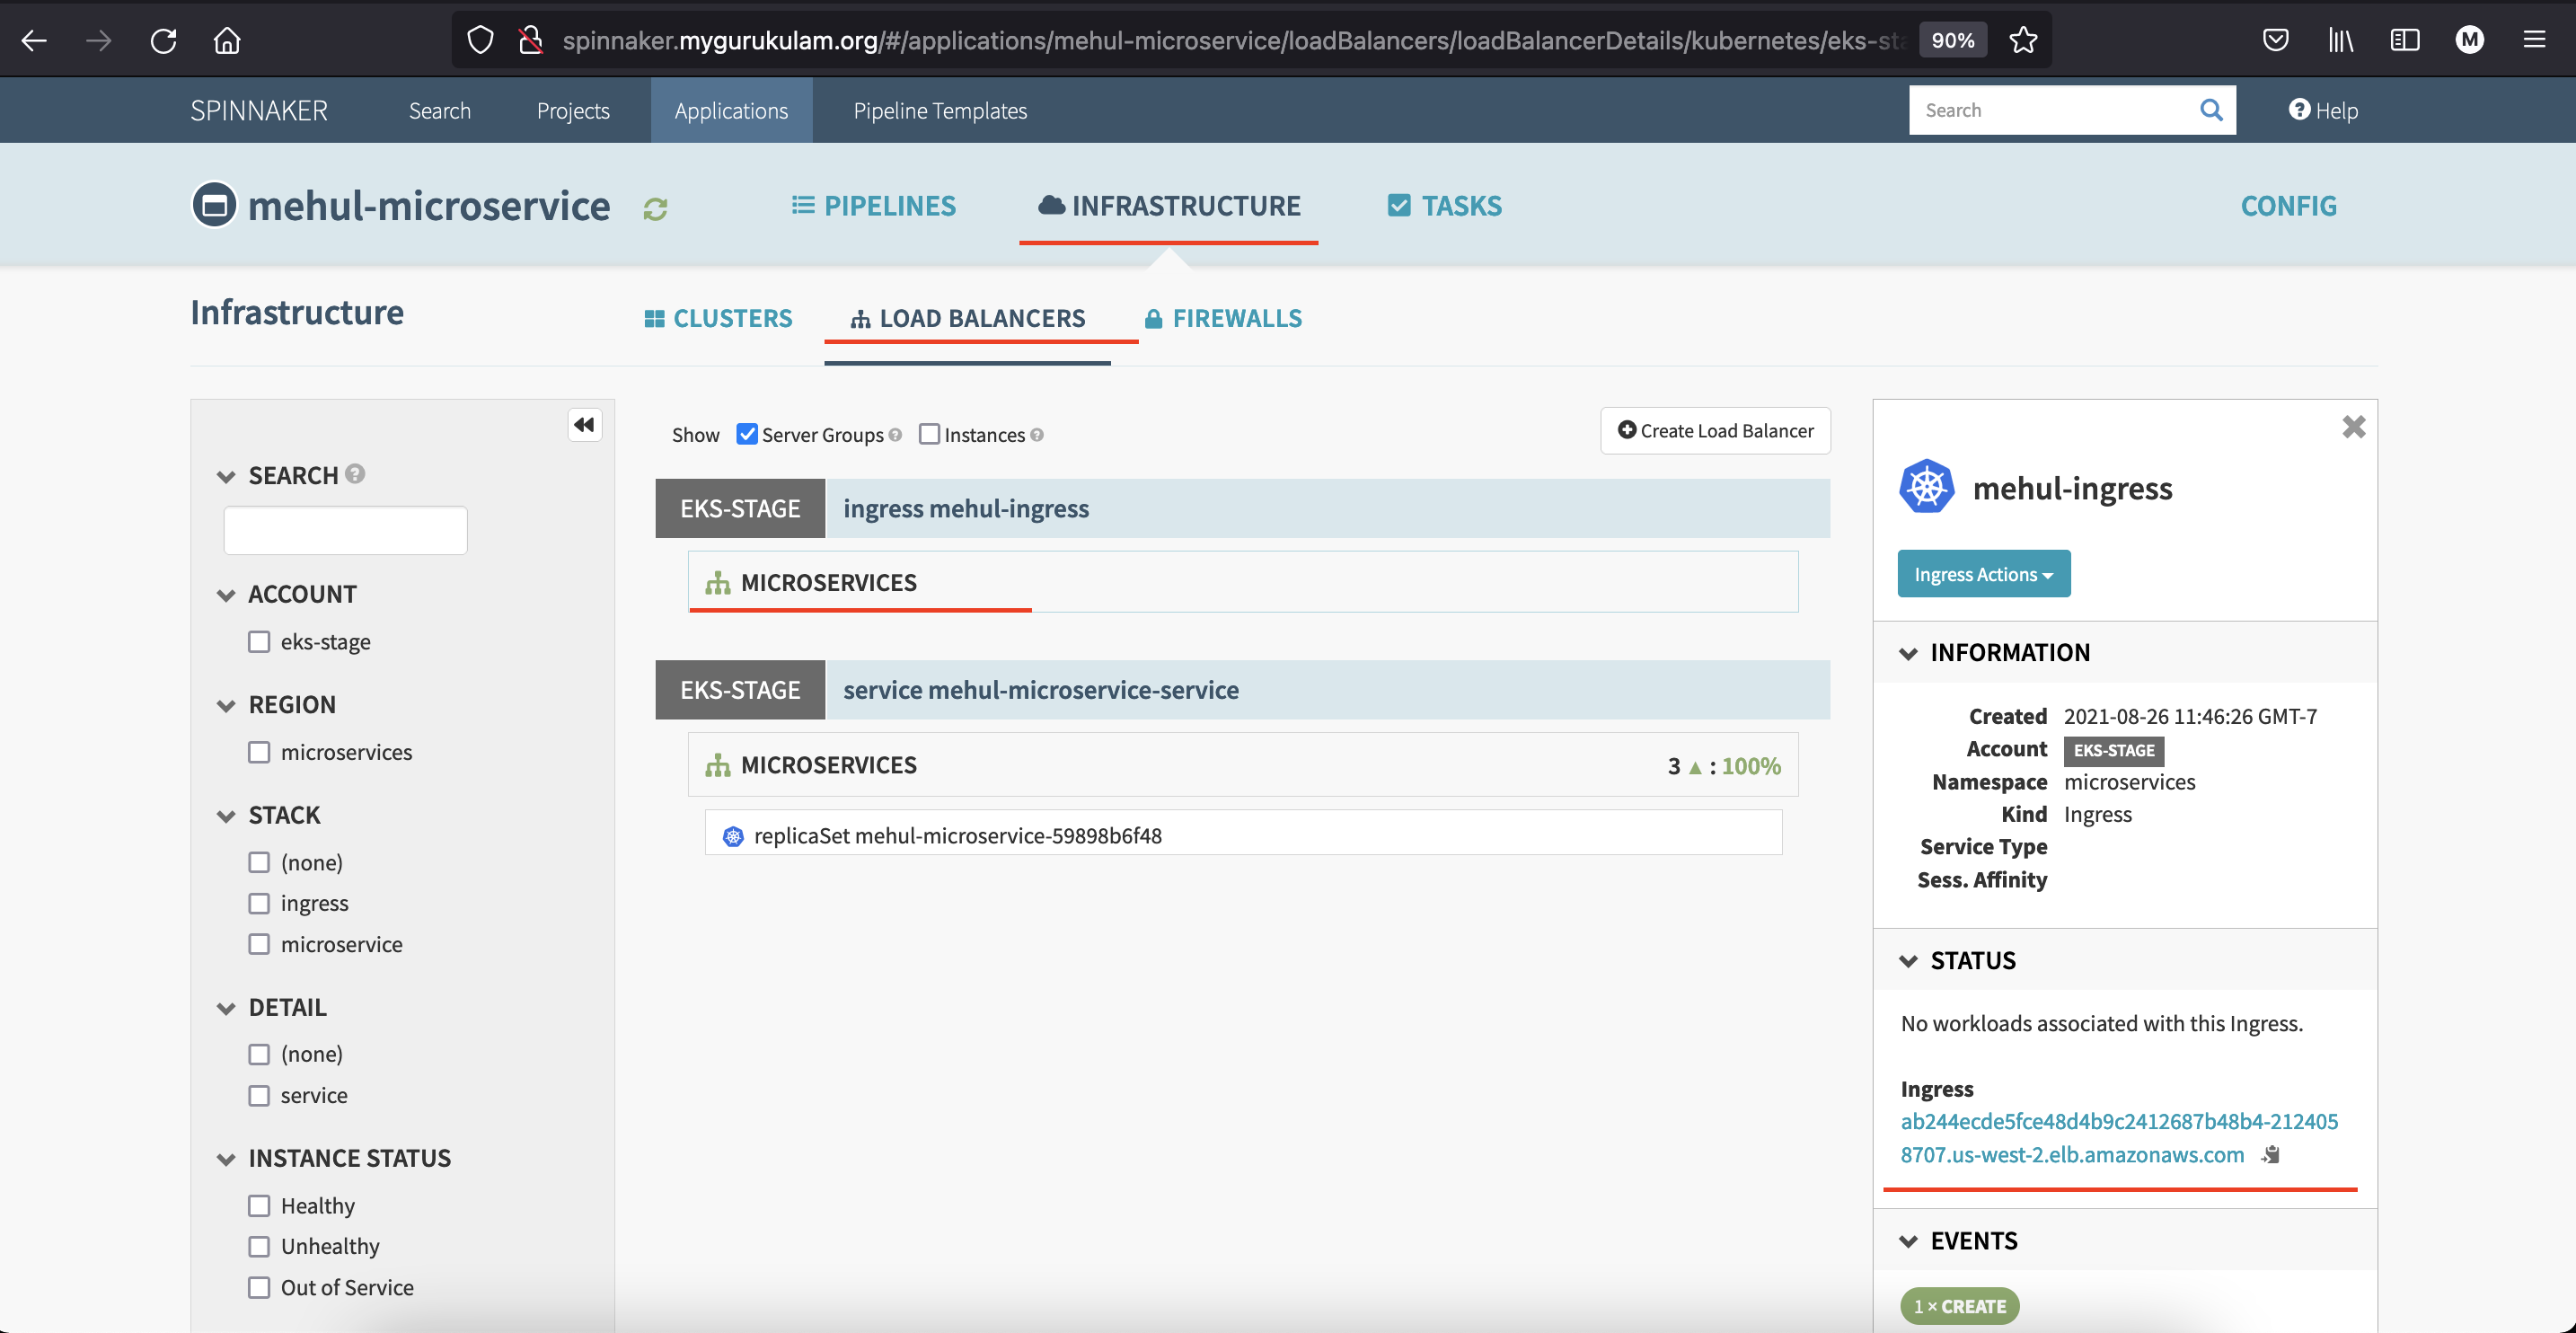 spinnaker.mygurukulam.org/#/applications/mehul-microservice/loadBalancers/loadBalancerDetails/kubernetes/eks-sta
90%
M
SPINNAKER
Search
Projects
Applications
Pipeline Templates
Search
Help
mehul-microservice
PIPELINES
INFRASTRUCTURE
TASKS
CONFIG
Infrastructure
CLUSTERS
LOAD BALANCERS
FIREWALLS
SEARCH
ACCOUNT
eks-stage
REGION
microservices
STACK
(none)
ingress
microservice
DETAIL
(none)
service
INSTANCE STATUS
Healthy
Unhealthy
Out of Service
Show Server Groups Instances
Create Load Balancer
EKS-STAGE ingress mehul-ingress
MICROSERVICES
EKS-STAGE service mehul-microservice-service
MICROSERVICES 3 ▲ : 100%
replicaSet mehul-microservice-59898b6f48
mehul-ingress
Ingress Actions
INFORMATION
Created 2021-08-26 11:46:26 GMT-7
Account EKS-STAGE
Namespace microservices
Kind Ingress
Service Type
Sess. Affinity
STATUS
No workloads associated with this Ingress.
Ingress
ab244ecde5fce48d4b9c2412687b48b4-212405
8707.us-west-2.elb.amazonaws.com
EVENTS
1 × CREATE